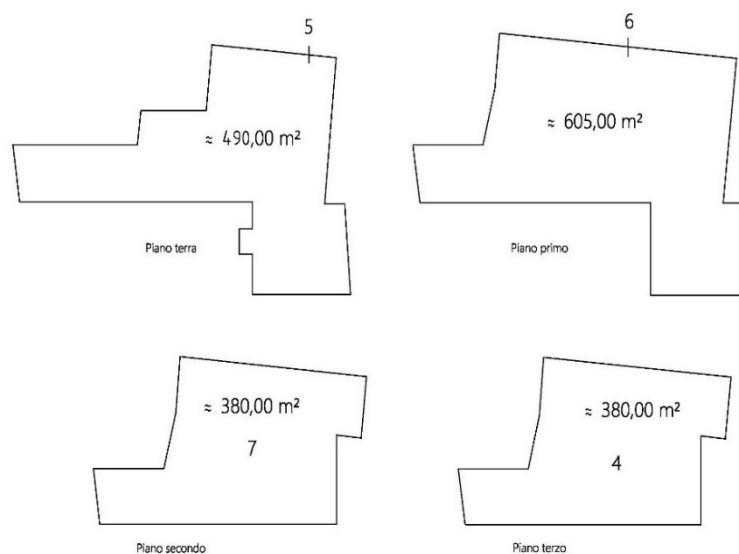 5
6
≈ 490,00 m²
≈ 605,00 m²
Piano terra
Piano primo
≈ 380,00 m²
7
≈ 380,00 m²
4
Piano secondo
Piano terzo